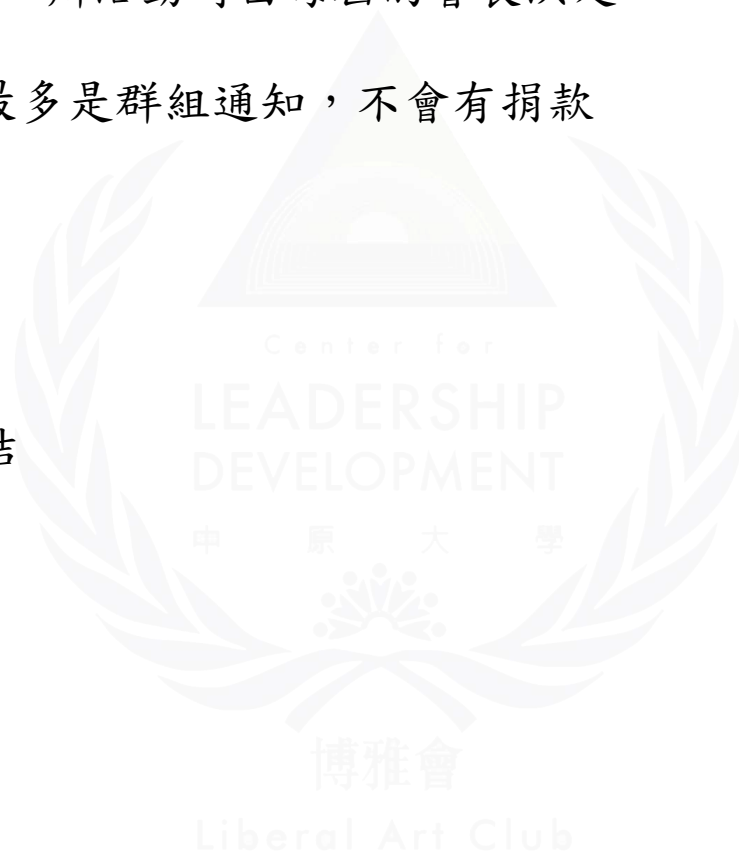 最多是群組通知，不會有捐款
Center for
LEADERSHIP
DEVELOPMENT
中原大學
博雅會
Liberal Art Club